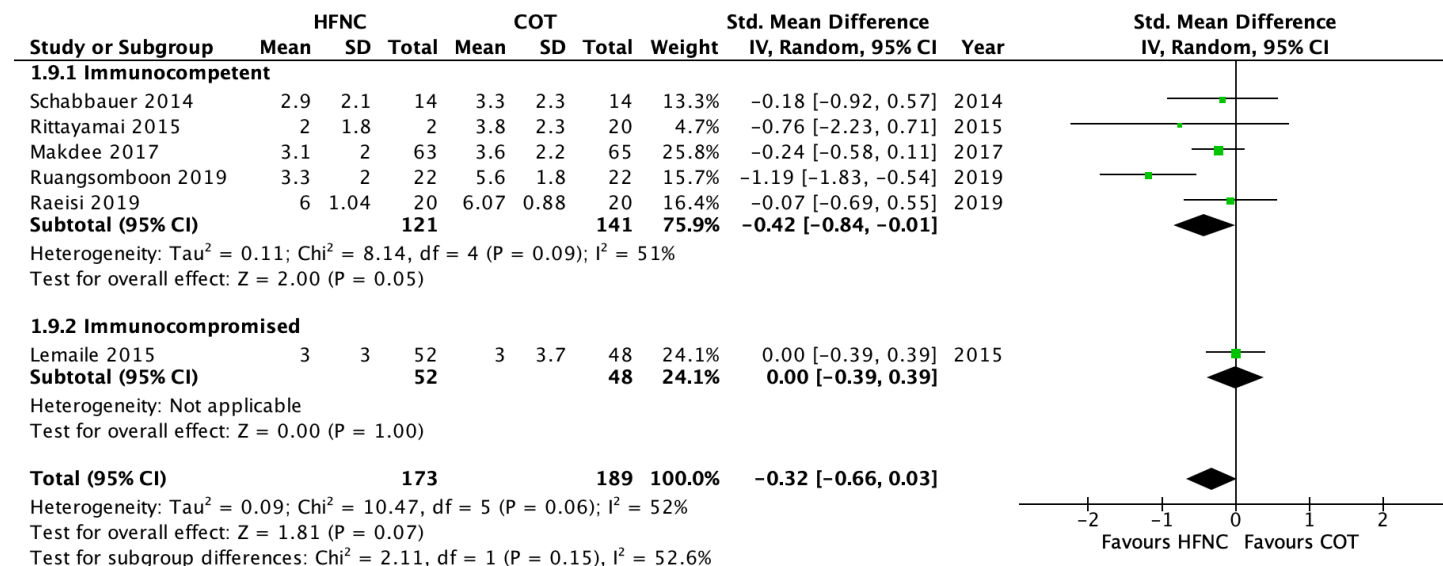 HFNC COT Std. Mean Difference Std. Mean Difference
Study or Subgroup Mean SD Total Mean SD Total Weight IV, Random, 95% CI Year IV, Random, 95% CI
1.9.1 Immunocompetent
Schabbauer 2014 2.9 2.1 14 3.3 2.3 14 13.3% −0.18 [−0.92, 0.57] 2014
Rittayamai 2015 2 1.8 2 3.8 2.3 20 4.7% −0.76 [−2.23, 0.71] 2015
Makdee 2017 3.1 2 63 3.6 2.2 65 25.8% −0.24 [−0.58, 0.11] 2017
Ruangsomboon 2019 3.3 2 22 5.6 1.8 22 15.7% −1.19 [−1.83, −0.54] 2019
Raeisi 2019 6 1.04 20 6.07 0.88 20 16.4% −0.07 [−0.69, 0.55] 2019
Subtotal (95% CI) 121 141 75.9% −0.42 [−0.84, −0.01]
Heterogeneity: Tau² = 0.11; Chi² = 8.14, df = 4 (P = 0.09); I² = 51%
Test for overall effect: Z = 2.00 (P = 0.05)
1.9.2 Immunocompromised
Lemaile 2015 3 3 52 3 3.7 48 24.1% 0.00 [−0.39, 0.39] 2015
Subtotal (95% CI) 52 48 24.1% 0.00 [−0.39, 0.39]
Heterogeneity: Not applicable
Test for overall effect: Z = 0.00 (P = 1.00)
Total (95% CI) 173 189 100.0% −0.32 [−0.66, 0.03]
Heterogeneity: Tau² = 0.09; Chi² = 10.47, df = 5 (P = 0.06); I² = 52%
Test for overall effect: Z = 1.81 (P = 0.07)
Test for subgroup differences: Chi² = 2.11, df = 1 (P = 0.15), I² = 52.6%
−2 −1 0 1 2
Favours HFNC Favours COT